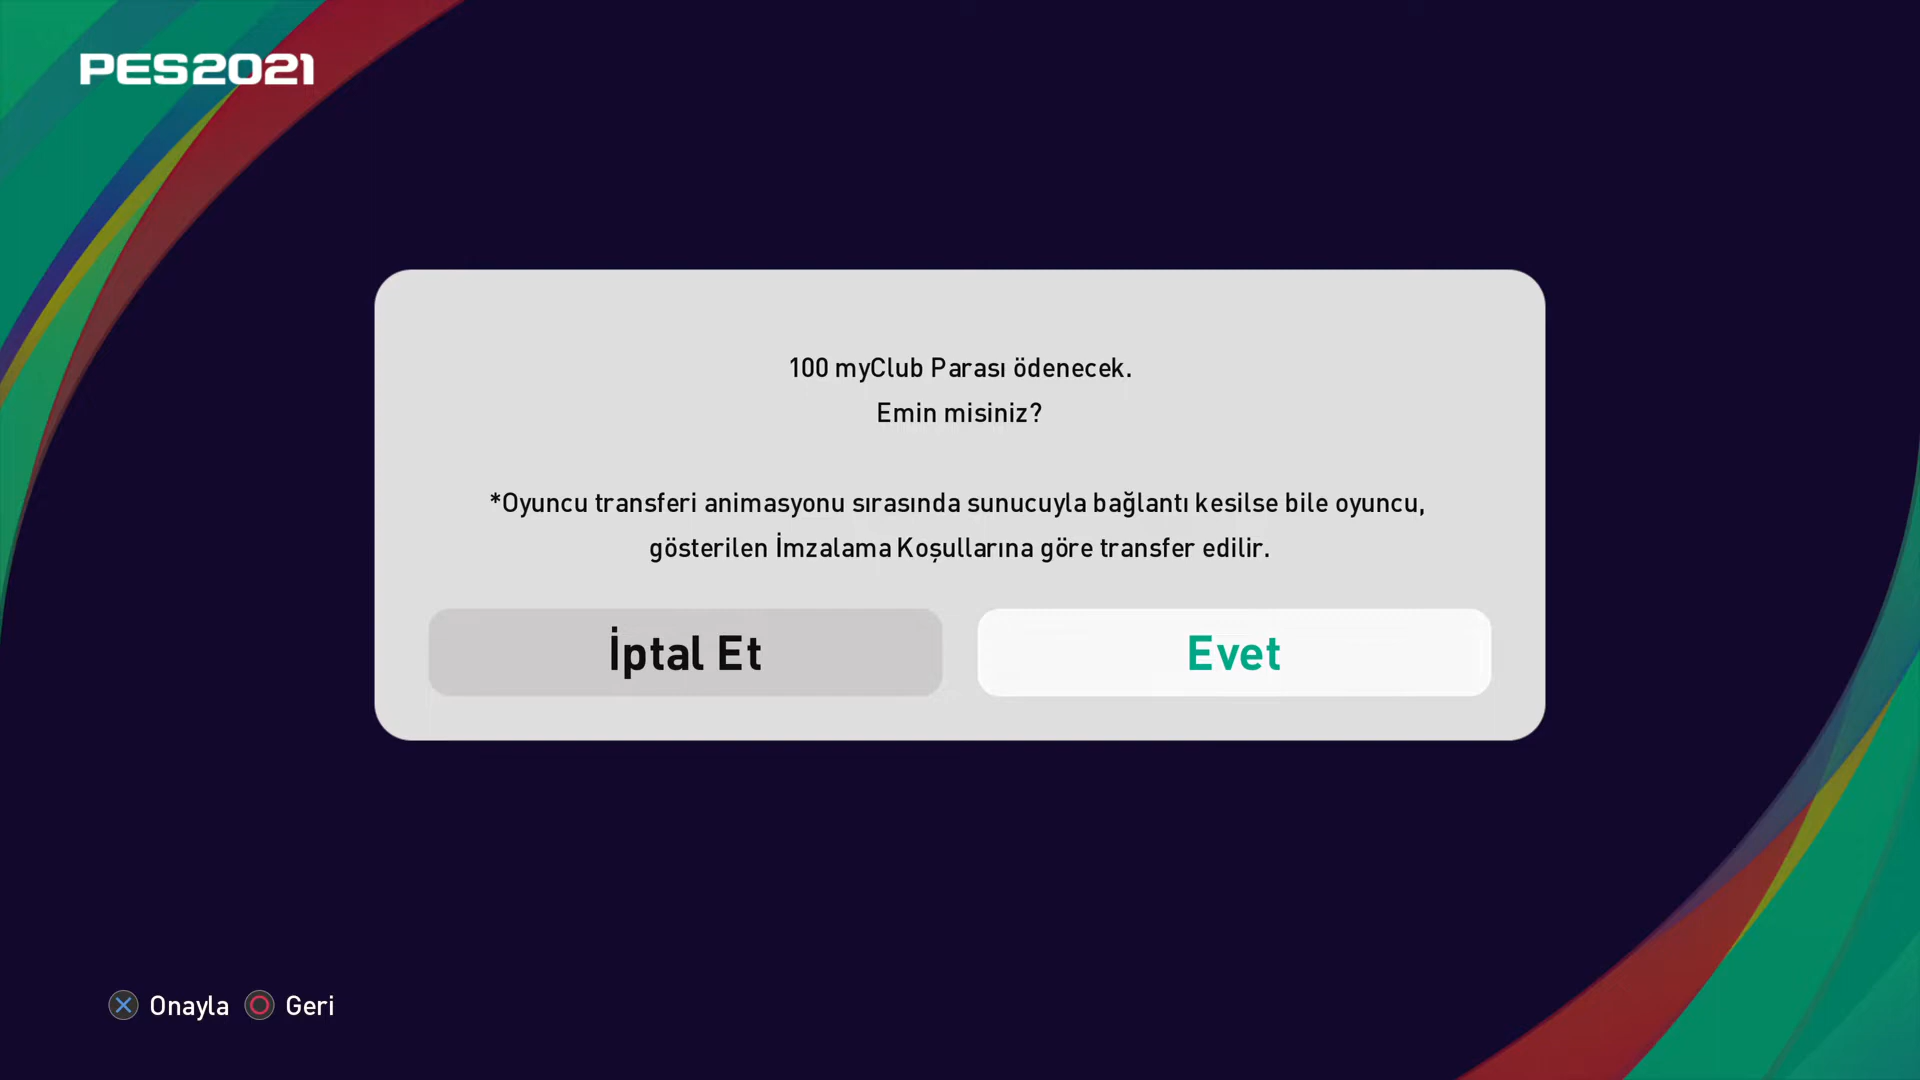 PES2021
100 myClub Parası ödenecek.
Emin misiniz?
*Oyuncu transferi animasyonu sırasında sunucuyla bağlantı kesilse bile oyuncu,
gösterilen İmzalama Koşullarına göre transfer edilir.
İptal Et
Evet
Onayla
Geri